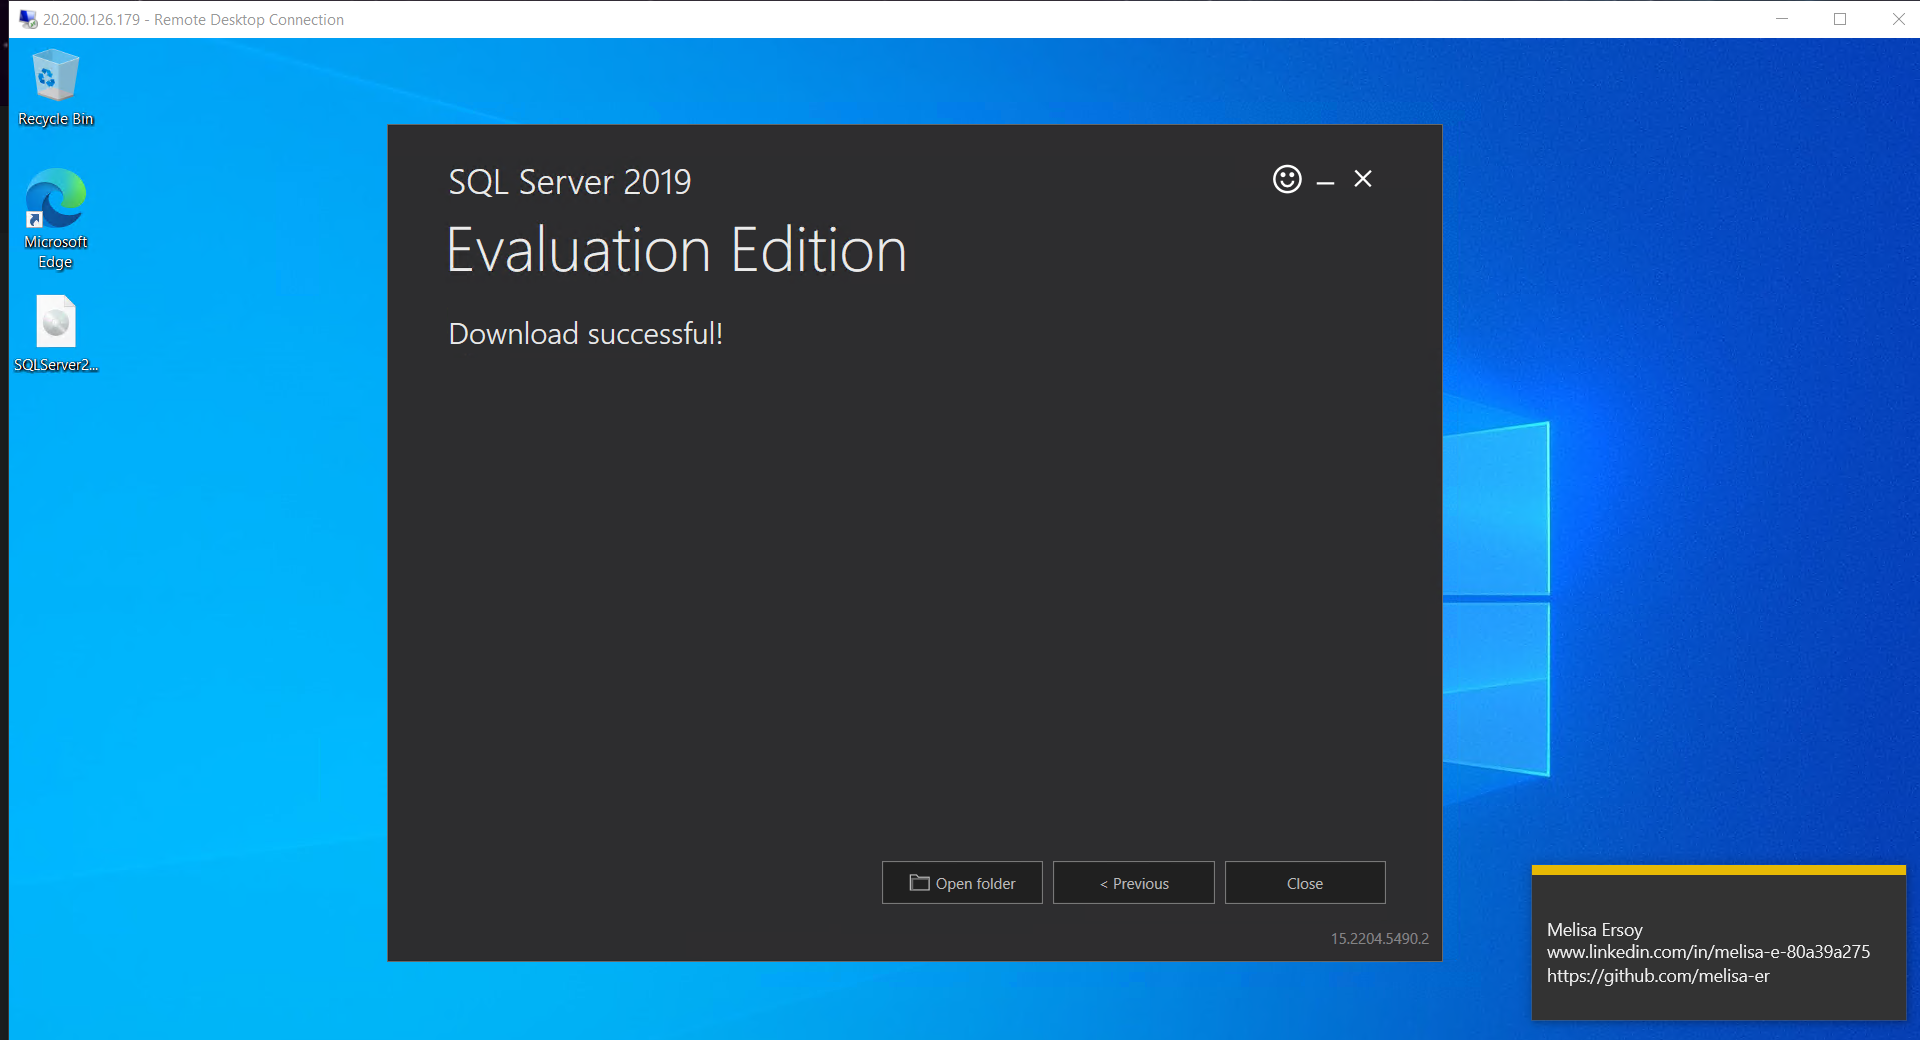 20.200.126.179 - Remote Desktop Connection
Recycle Bin
Microsoft
Edge
SQLServer2...
SQL Server 2019
Evaluation Edition
Download successful!
Open folder
< Previous
Close
15.2204.5490.2
Melisa Ersoy
www.linkedin.com/in/melisa-e-80a39a275
https://github.com/melisa-er